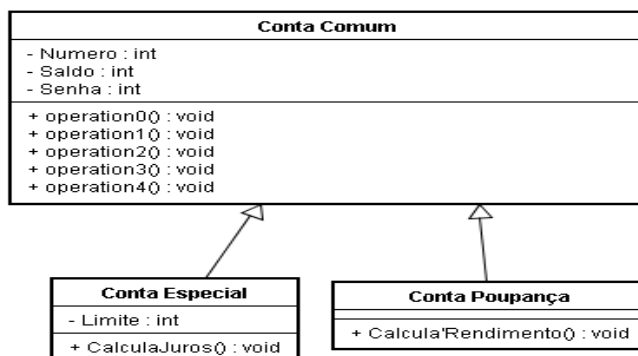 Conta Comum
- Numero : int
- Saldo : int
- Senha : int
+ operation0() : void
+ operation1() : void
+ operation2() : void
+ operation3() : void
+ operation4() : void
Conta Especial
- Limite : int
+ CalculaJuros() : void
Conta Poupança
+ Calcula'Rendimento() : void